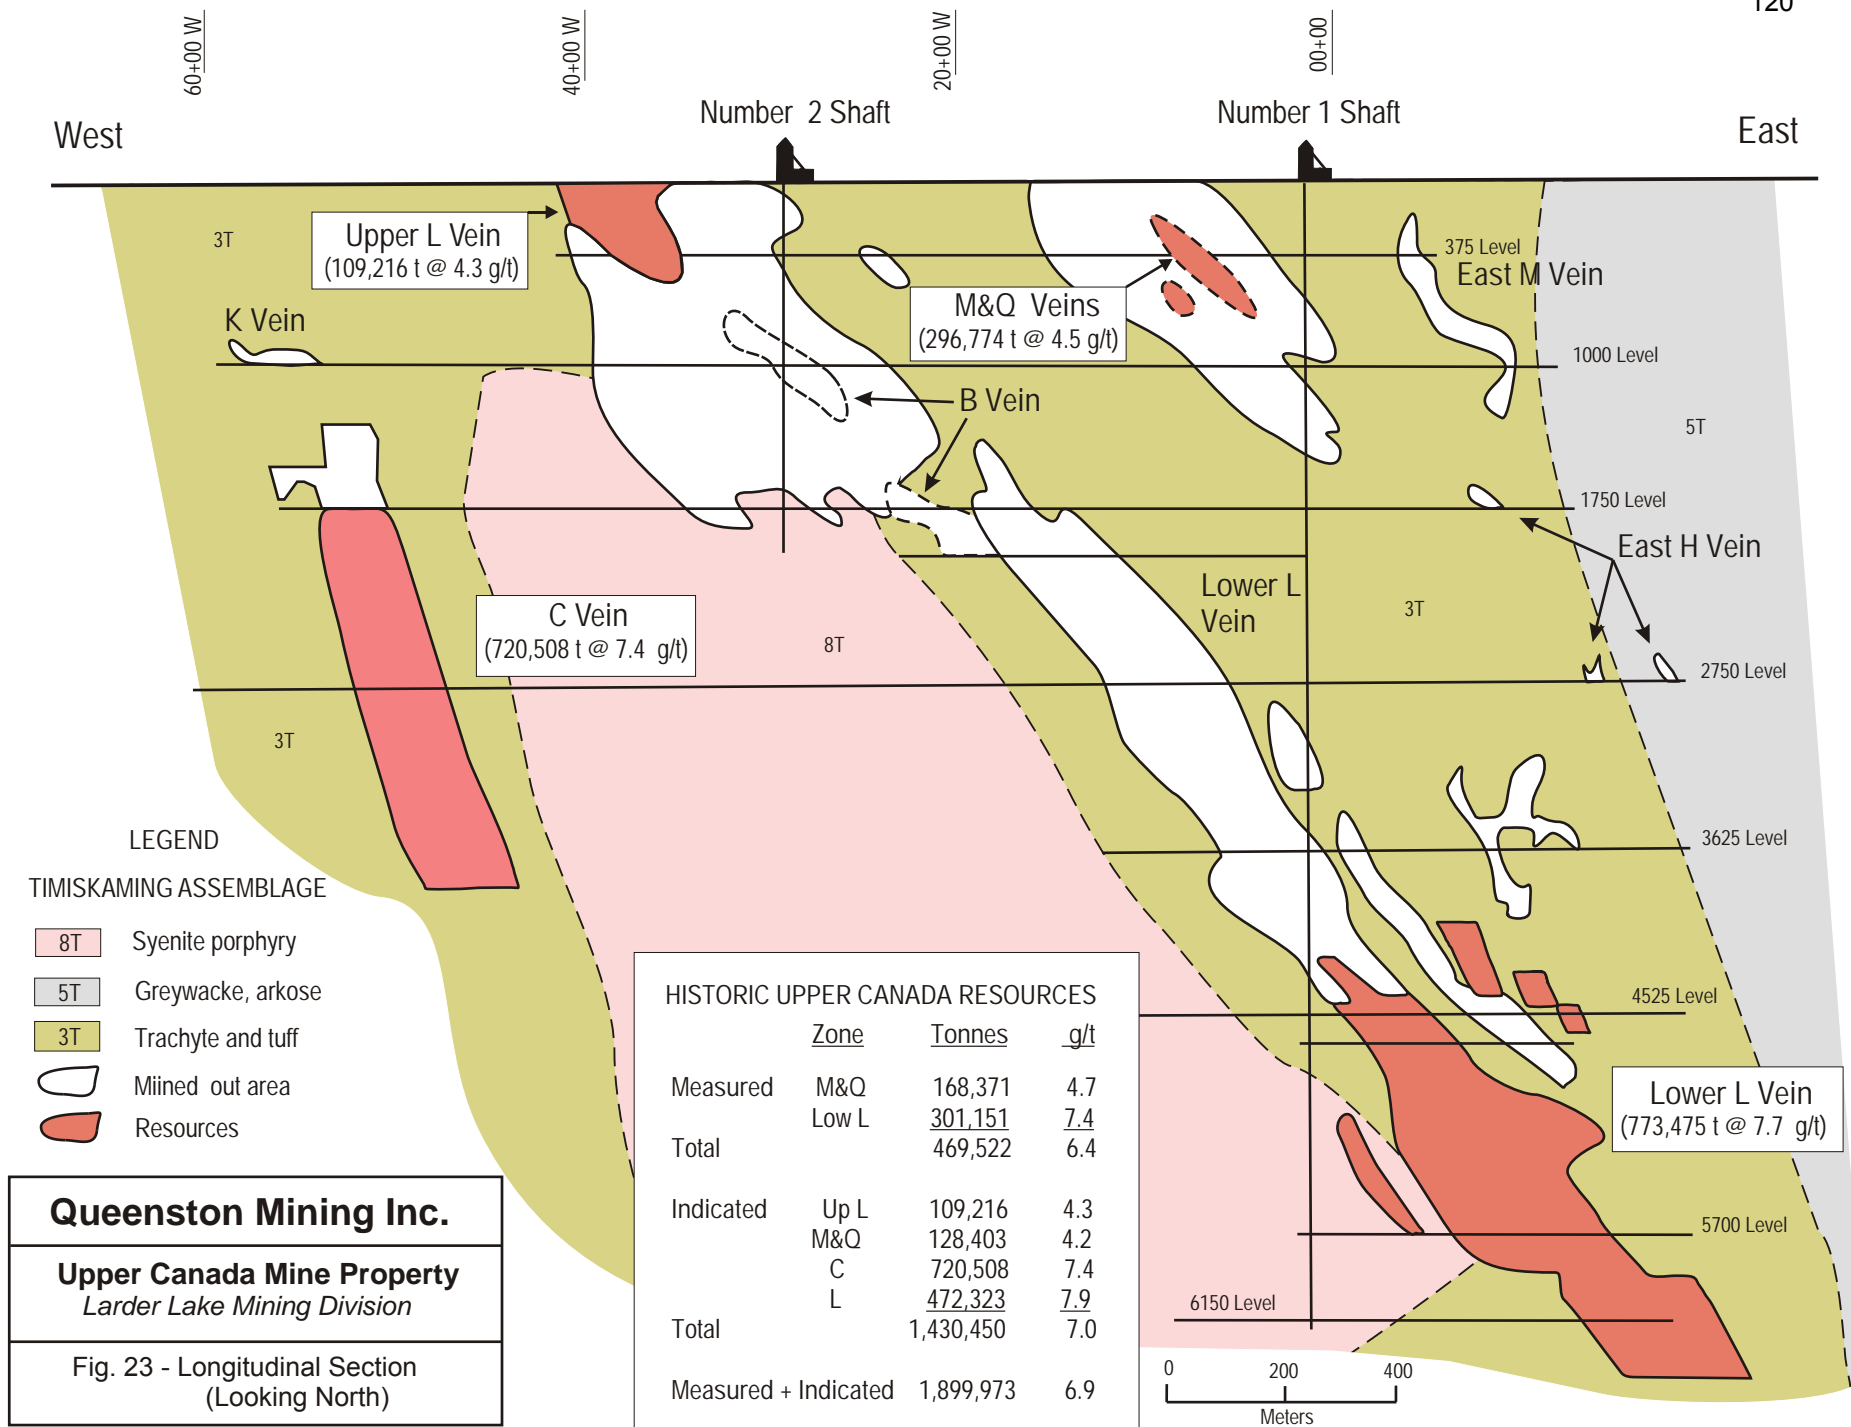 120
60+00 W
40+00 W
20+00 W
00+00
West
Number 2 Shaft
Number 1 Shaft
East
3T
Upper L Vein
(109,216 t @ 4.3 g/t)
375 Level
East M Vein
K Vein
M&Q Veins
(296,774 t @ 4.5 g/t)
1000 Level
B Vein
5T
1750 Level
East H Vein
C Vein
(720,508 t @ 7.4 g/t)
8T
Lower L
Vein
3T
2750 Level
3T
3625 Level
LEGEND
TIMISKAMING ASSEMBLAGE
8T Syenite porphyry
5T Greywacke, arkose
3T Trachyte and tuff
Miined out area
Resources
4525 Level
Lower L Vein
(773,475 t @ 7.7 g/t)
5700 Level
6150 Level
HISTORIC UPPER CANADA RESOURCES
Zone Tonnes g/t
Measured M&Q 168,371 4.7
Low L 301,151 7.4
Total 469,522 6.4
Indicated Up L 109,216 4.3
M&Q 128,403 4.2
C 720,508 7.4
L 472,323 7.9
Total 1,430,450 7.0
Measured + Indicated 1,899,973 6.9
Queenston Mining Inc.
Upper Canada Mine Property
Larder Lake Mining Division
Fig. 23 - Longitudinal Section
(Looking North)
0 200 400
Meters